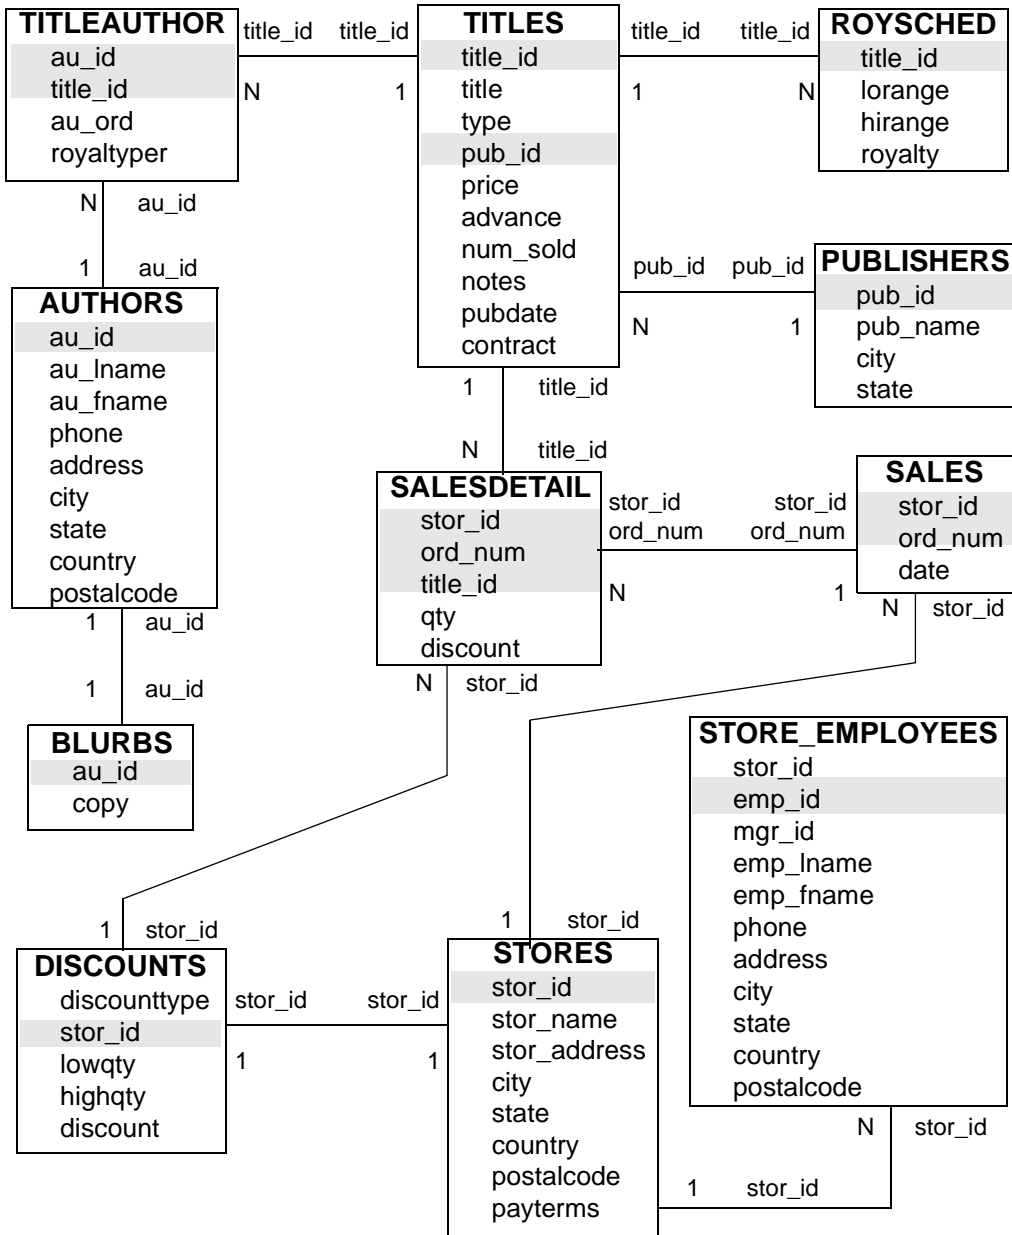 TITLEAUTHOR
au_id
title_id
au_ord
royaltyper
title_id title_id
N 1
TITLES
title_id
title
type
pub_id
price
advance
num_sold
notes
pubdate
contract
title_id title_id
1 N
ROYSCHED
title_id
lorange
hirange
royalty
N au_id
1 au_id
pub_id pub_id
N 1
PUBLISHERS
pub_id
pub_name
city
state
AUTHORS
au_id
au_lname
au_fname
phone
address
city
state
country
postalcode
1 title_id
N title_id
SALESDETAIL
stor_id
ord_num
title_id
qty
discount
stor_id stor_id
ord_num ord_num
N 1
SALES
stor_id
ord_num
date
1 au_id
1 au_id
N stor_id
N stor_id
BLURBS
au_id
copy
STORE_EMPLOYEES
stor_id
emp_id
mgr_id
emp_lname
emp_fname
phone
address
city
state
country
postalcode
1 stor_id
1 stor_id
DISCOUNTS
discounttype
stor_id
lowqty
highqty
discount
stor_id stor_id
1 1
STORES
stor_id
stor_name
stor_address
city
state
country
postalcode
payterms
N stor_id
1 stor_id